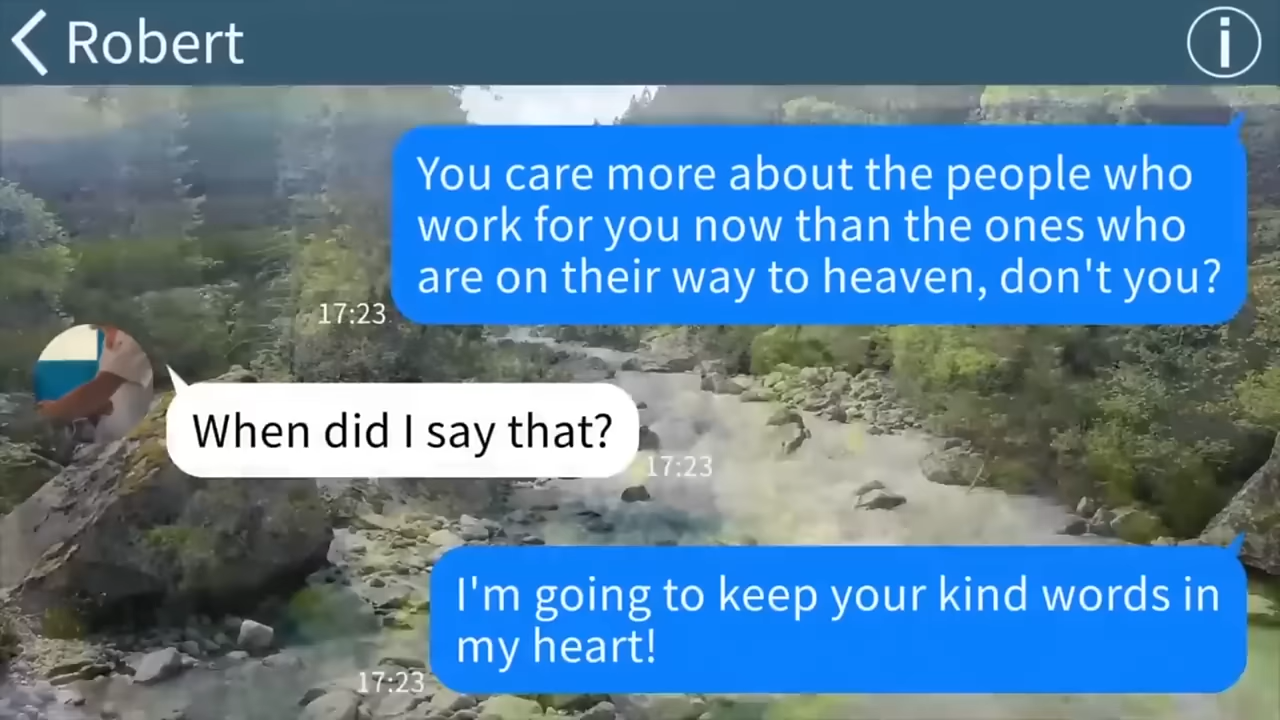 Robert
You care more about the people who
work for you now than the ones who
are on their way to heaven, don't you?
17:23
When did I say that?
17:23
I'm going to keep your kind words in
my heart!
17:23